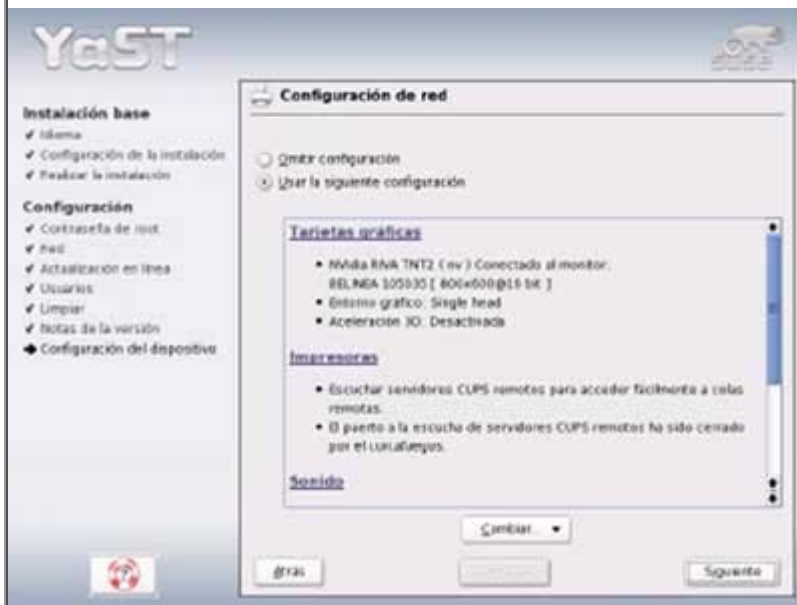 YaST
SUSE
Instalación base
Idioma
Configuración de la instalación
Realizar la instalación
Configuración
Contraseña de root
Red
Actualización en línea
Usuarios
Limpiar
Notas de la versión
Configuración del dispositivo
Configuración de red
Omitir configuración
Usar la siguiente configuración
Tarjetas gráficas
NVidia RIVA TNT2 ( nv ) Conectado al monitor:
BELINEA 105035 [ 800x600@16 bit ]
Entorno gráfico: Single head
Aceleración 3D: Desactivada
Impresoras
Escuchar servidores CUPS remotos para acceder fácilmente a colas
remotas.
El puerto a la escucha de servidores CUPS remotos ha sido cerrado
por el cortafuegos.
Sonido
Cambiar...
Atrás
Siguiente